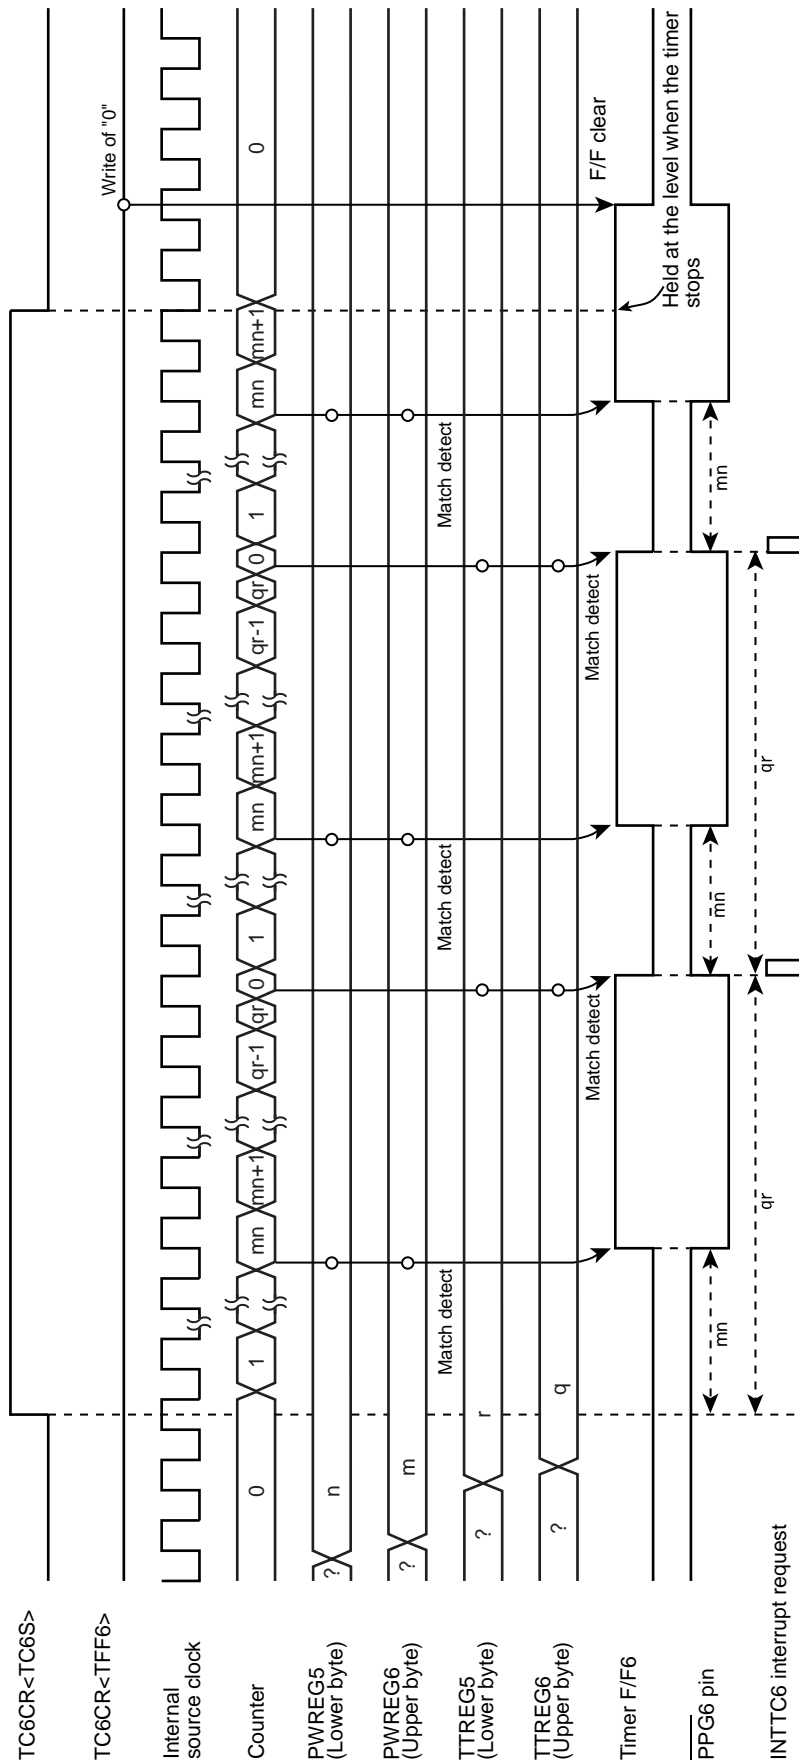 TC6CR<TC6S>
TC6CR<TFF6>
Write of "0"
Internal
source clock
Counter
0
1
mn
mn+1
qr-1
qr
0
1
mn
mn+1
qr-1
qr
0
1
mn
mn+1
0
PWREG5
(Lower byte)
?
n
PWREG6
(Upper byte)
?
m
Match detect
Match detect
Match detect
TTREG5
(Lower byte)
?
r
TTREG6
(Upper byte)
?
q
Match detect
Match detect
F/F clear
Timer F/F6
Held at the level when the timer
stops
PPG6 pin
mn
mn
mn
qr
qr
INTTC6 interrupt request